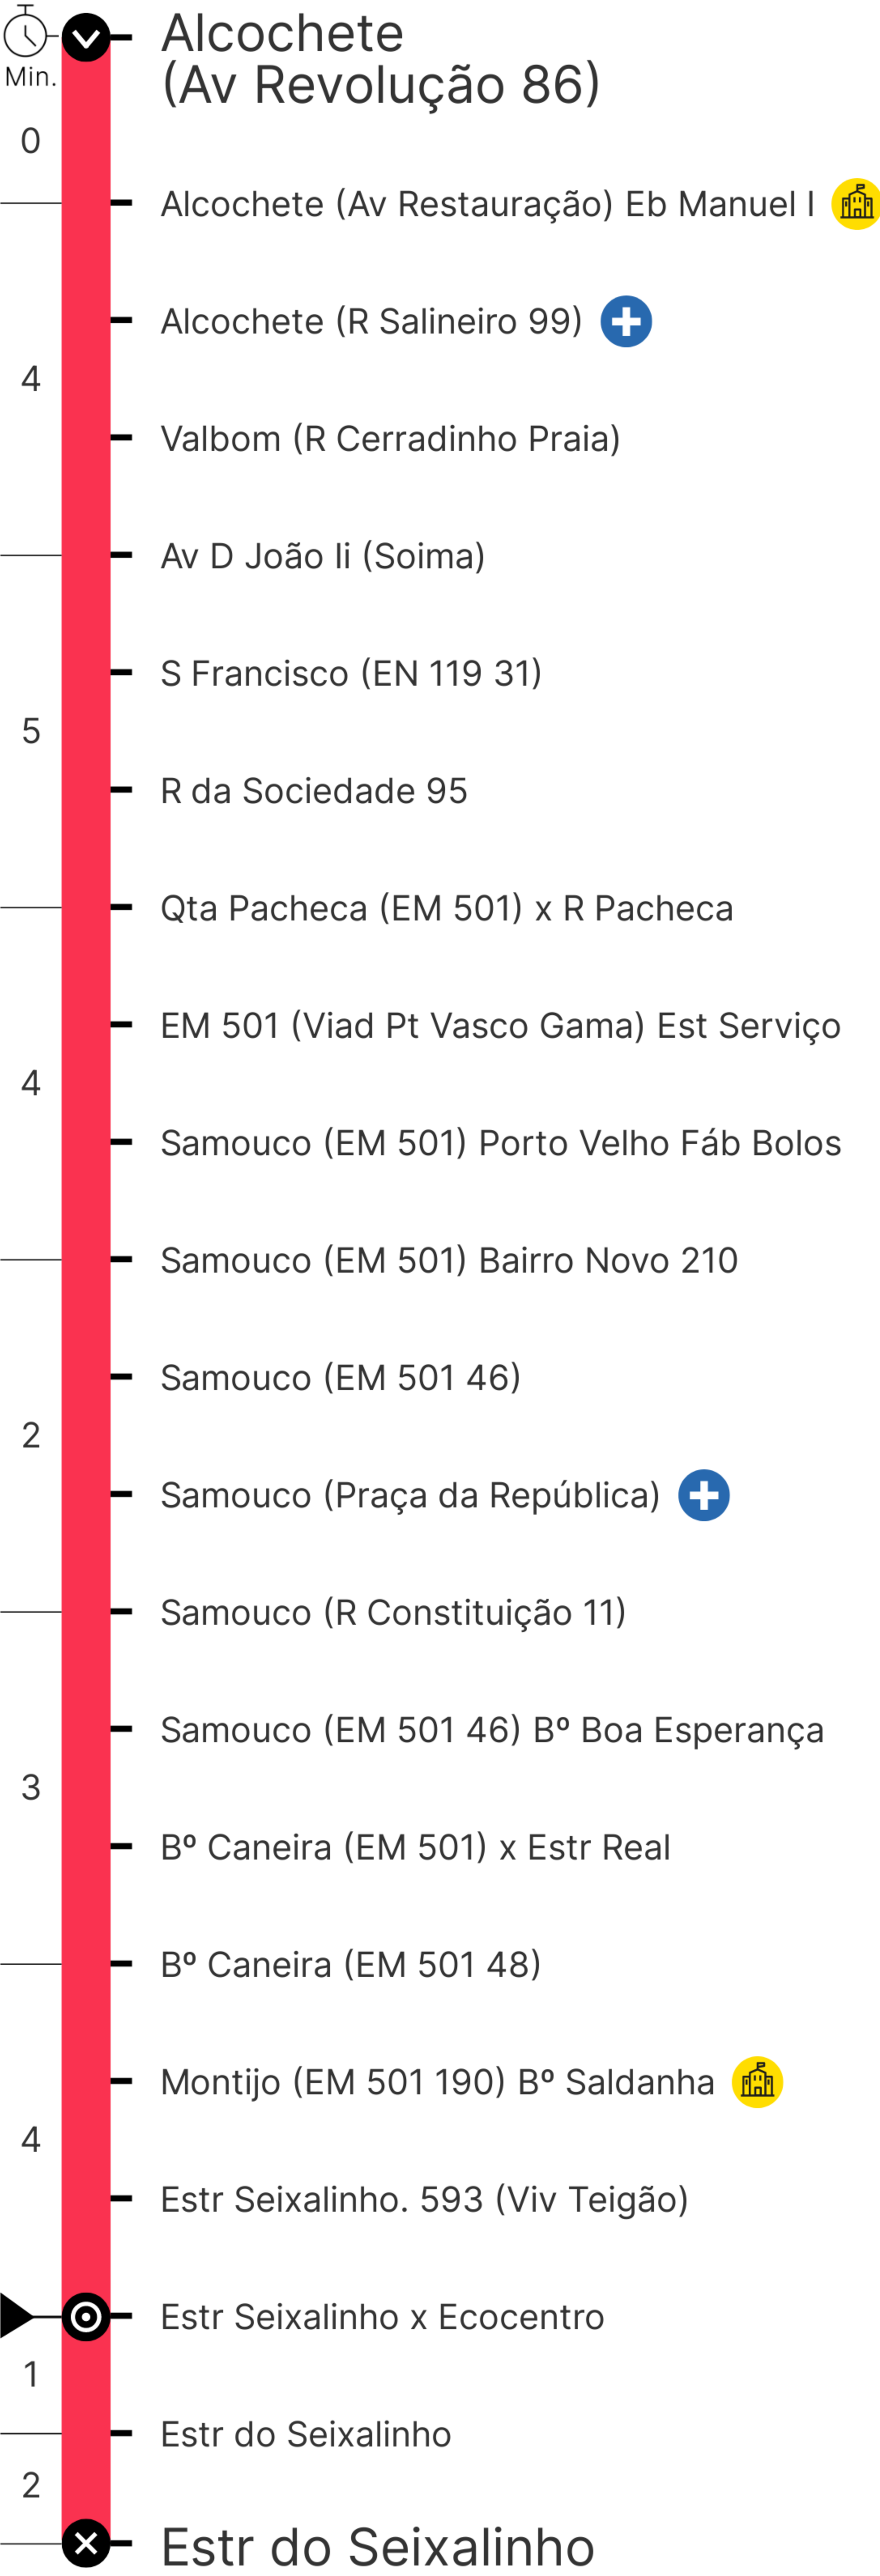 Alcochete
(Av Revolução 86)
Min.
0
Alcochete (Av Restauração) Eb Manuel I
Alcochete (R Salineiro 99)
4
Valbom (R Cerradinho Praia)
Av D João Ii (Soima)
S Francisco (EN 119 31)
5
R da Sociedade 95
Qta Pacheca (EM 501) x R Pacheca
EM 501 (Viad Pt Vasco Gama) Est Serviço
4
Samouco (EM 501) Porto Velho Fáb Bolos
Samouco (EM 501) Bairro Novo 210
Samouco (EM 501 46)
2
Samouco (Praça da República)
Samouco (R Constituição 11)
Samouco (EM 501 46) Bº Boa Esperança
3
Bº Caneira (EM 501) x Estr Real
Bº Caneira (EM 501 48)
Montijo (EM 501 190) Bº Saldanha
4
Estr Seixalinho. 593 (Viv Teigão)
Estr Seixalinho x Ecocentro
1
Estr do Seixalinho
2
Estr do Seixalinho